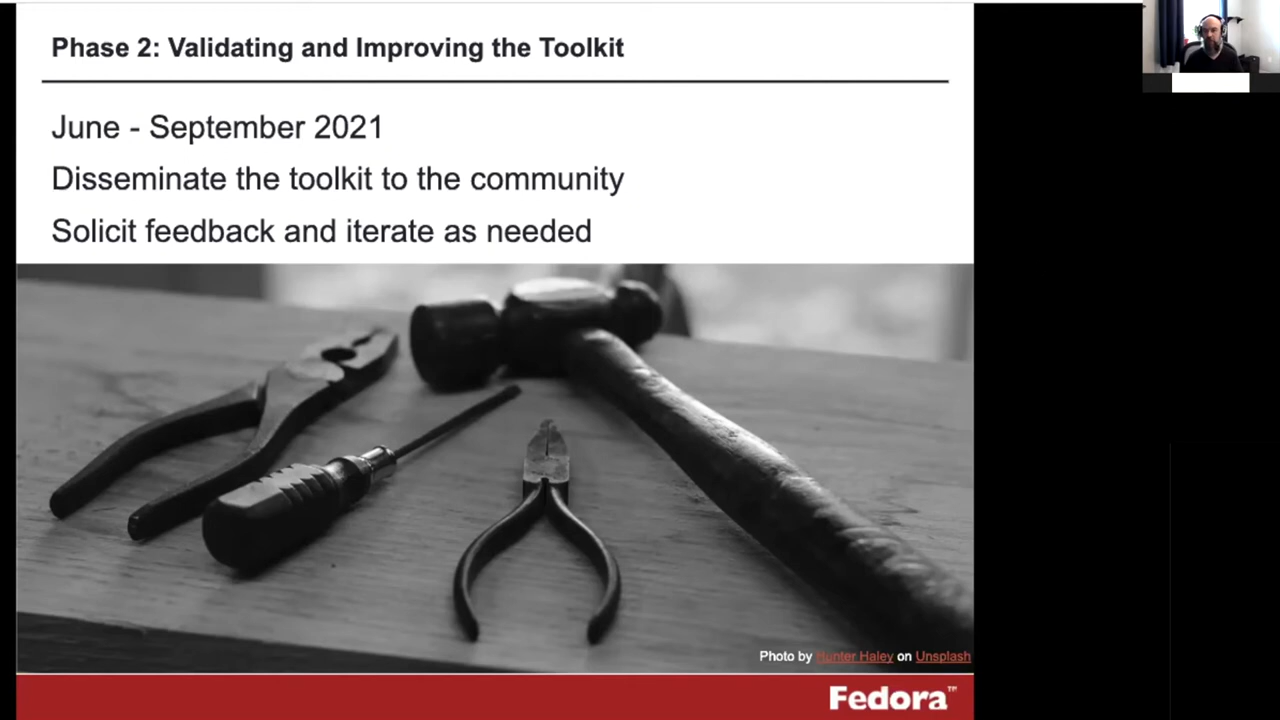 Phase 2: Validating and Improving the Toolkit
June - September 2021
Disseminate the toolkit to the community
Solicit feedback and iterate as needed
Photo by Hunter Haley on Unsplash
Fedora™